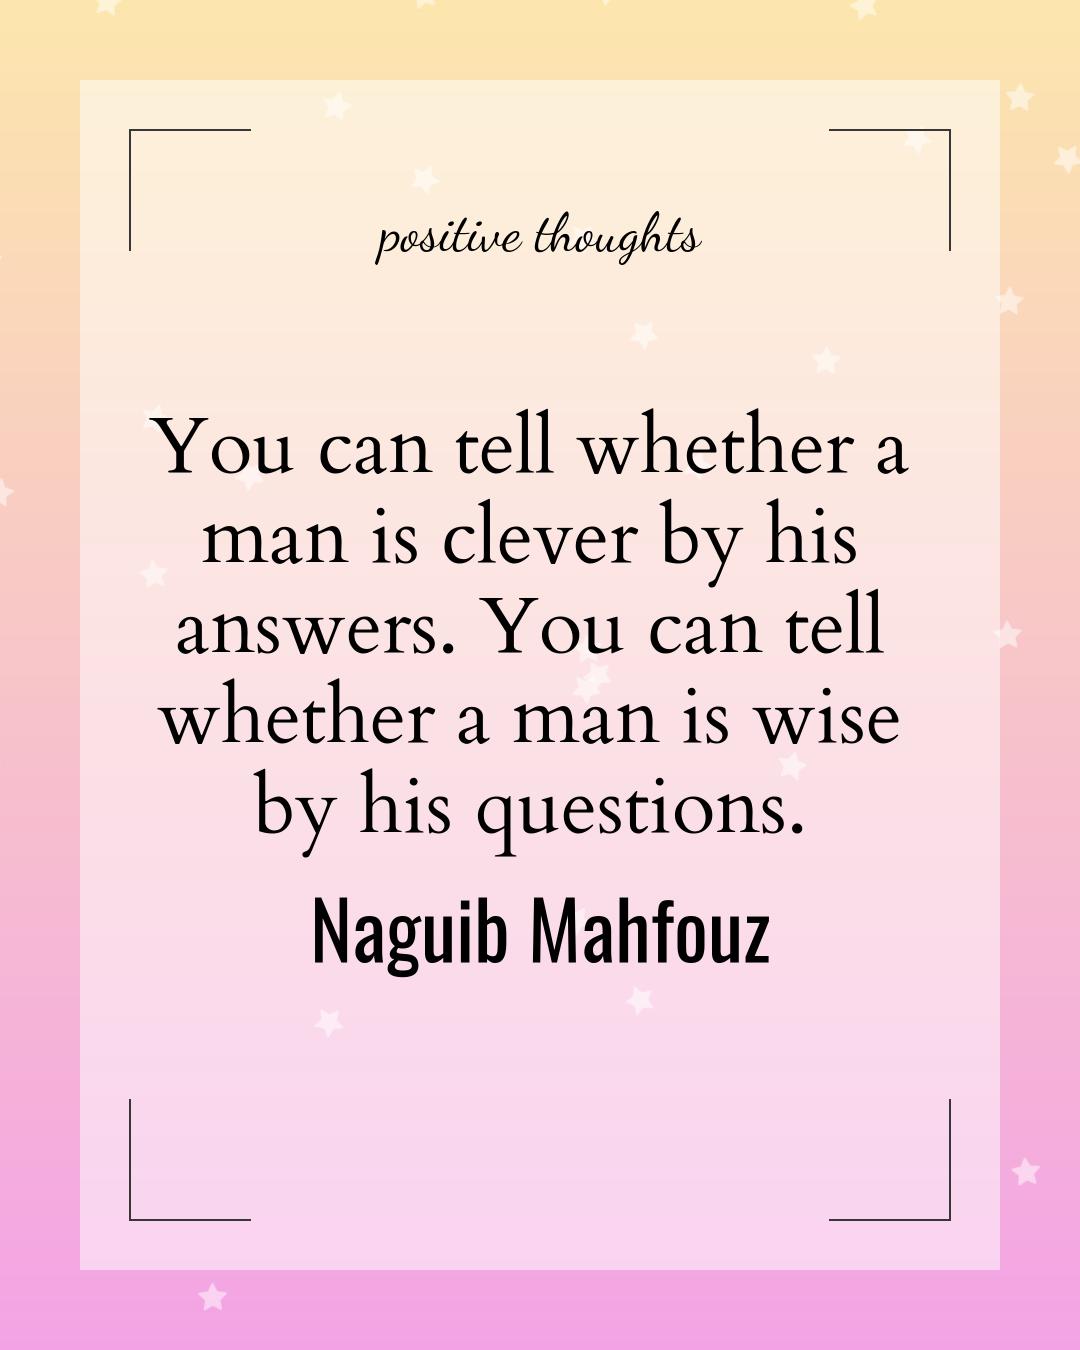 positive thoughts
You can tell whether a
man is clever by his
answers. You can tell
whether a man is wise
by his questions.
Naguib Mahfouz